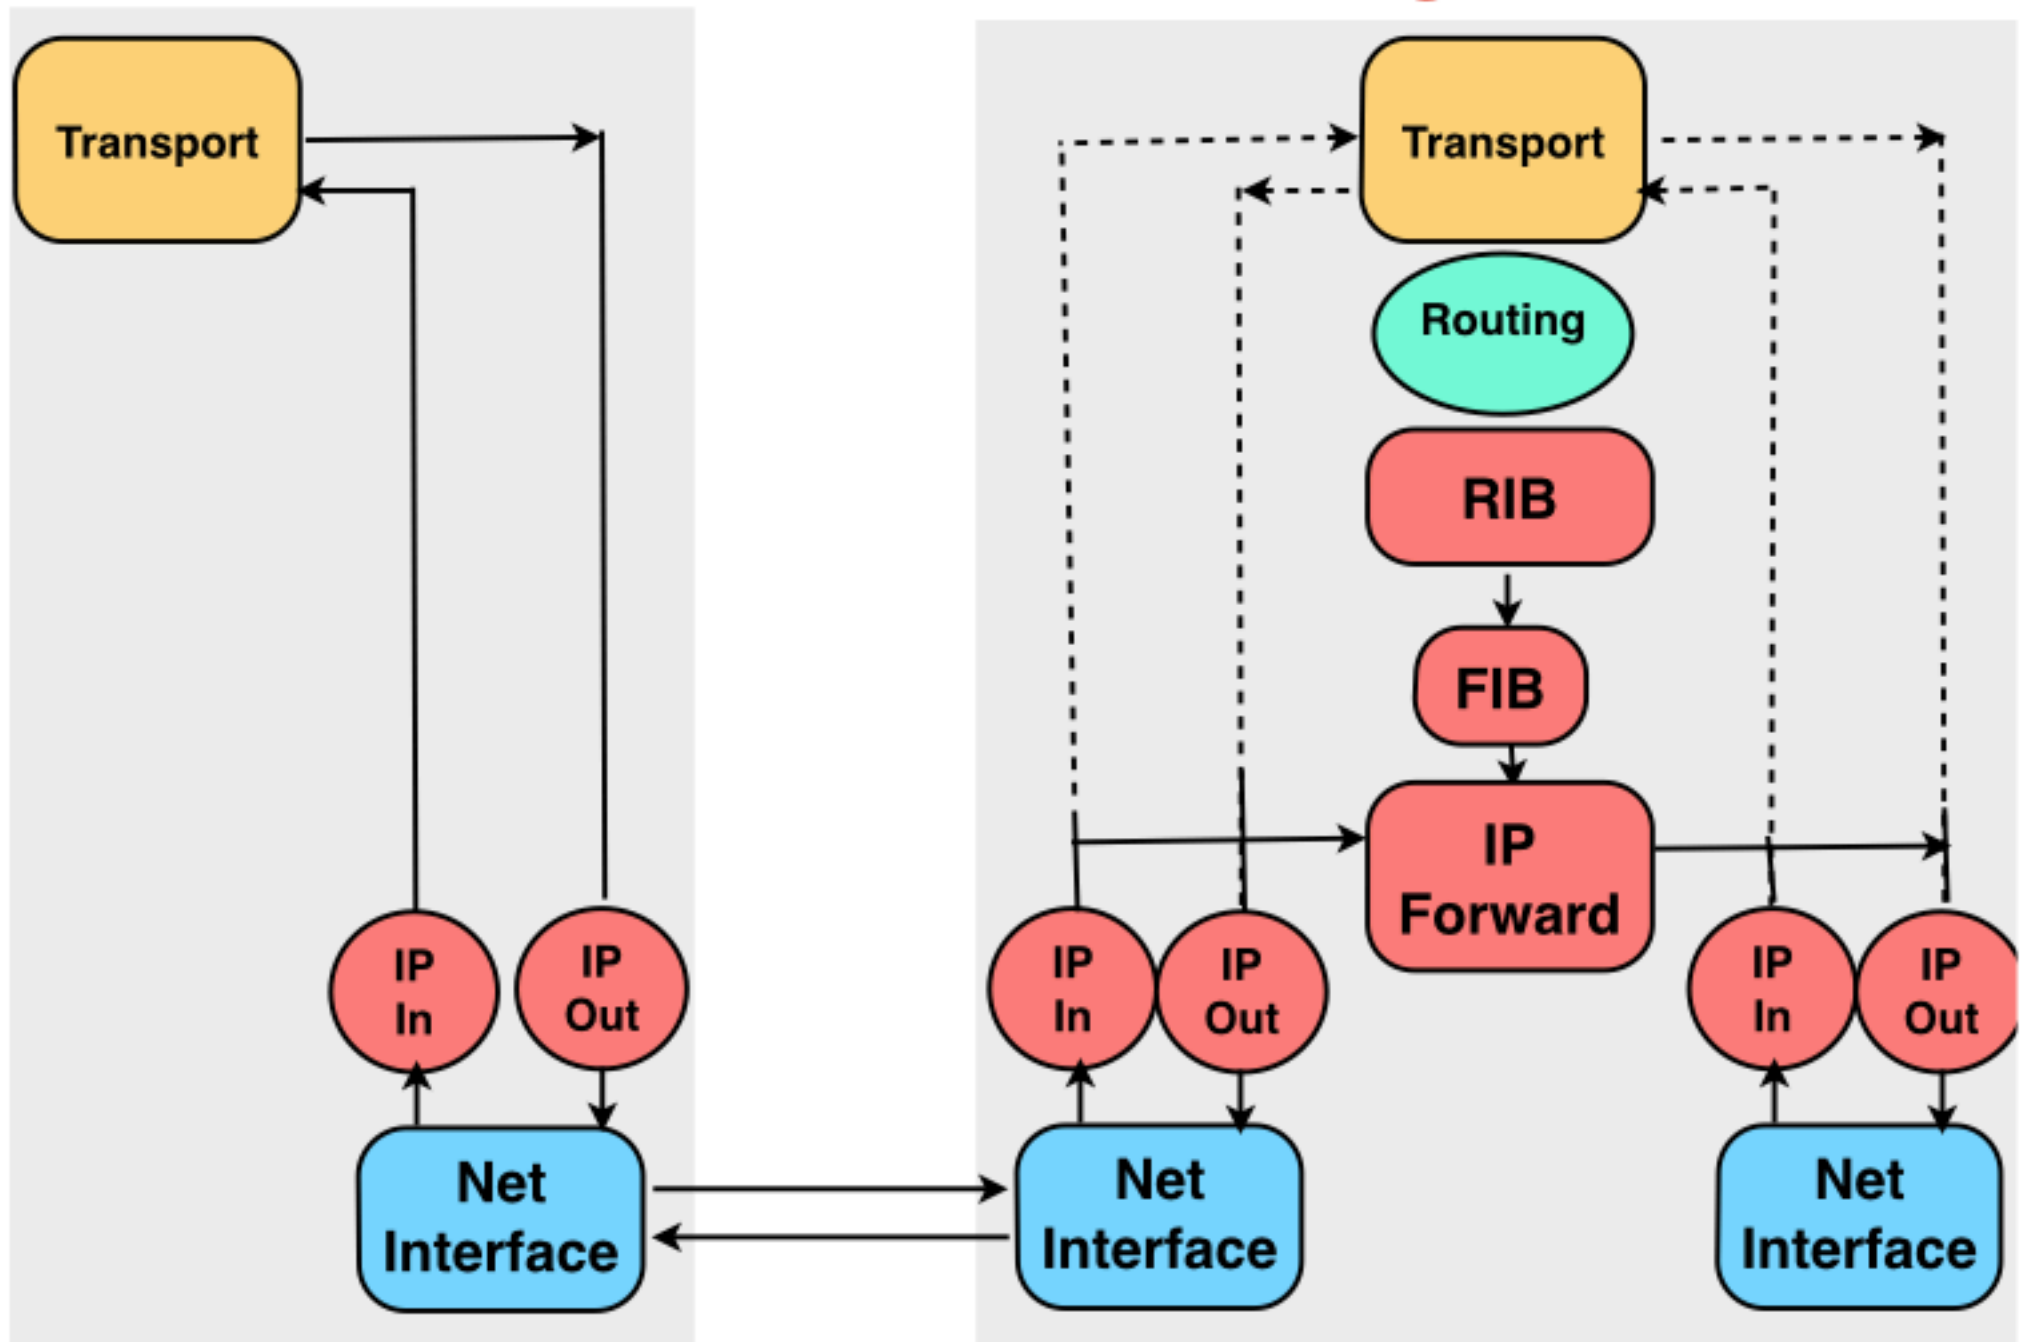 Transport
Transport
Routing
RIB
FIB
IP
Forward
IP
In
IP
Out
IP
In
IP
Out
IP
In
IP
Out
Net
Interface
Net
Interface
Net
Interface